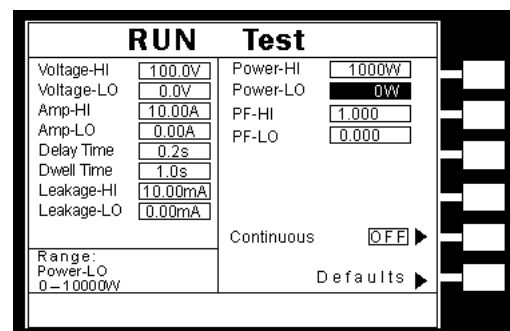 RUN Test
Voltage-HI 100.0V
Voltage-LO 0.0V
Amp-HI 10.00A
Amp-LO 0.00A
Delay Time 0.2s
Dwell Time 1.0s
Leakage-HI 10.00mA
Leakage-LO 0.00mA
Power-HI 1000W
Power-LO 0W
PF-HI 1.000
PF-LO 0.000
Continuous OFF
Defaults
Range:
Power-LO
0-10000W